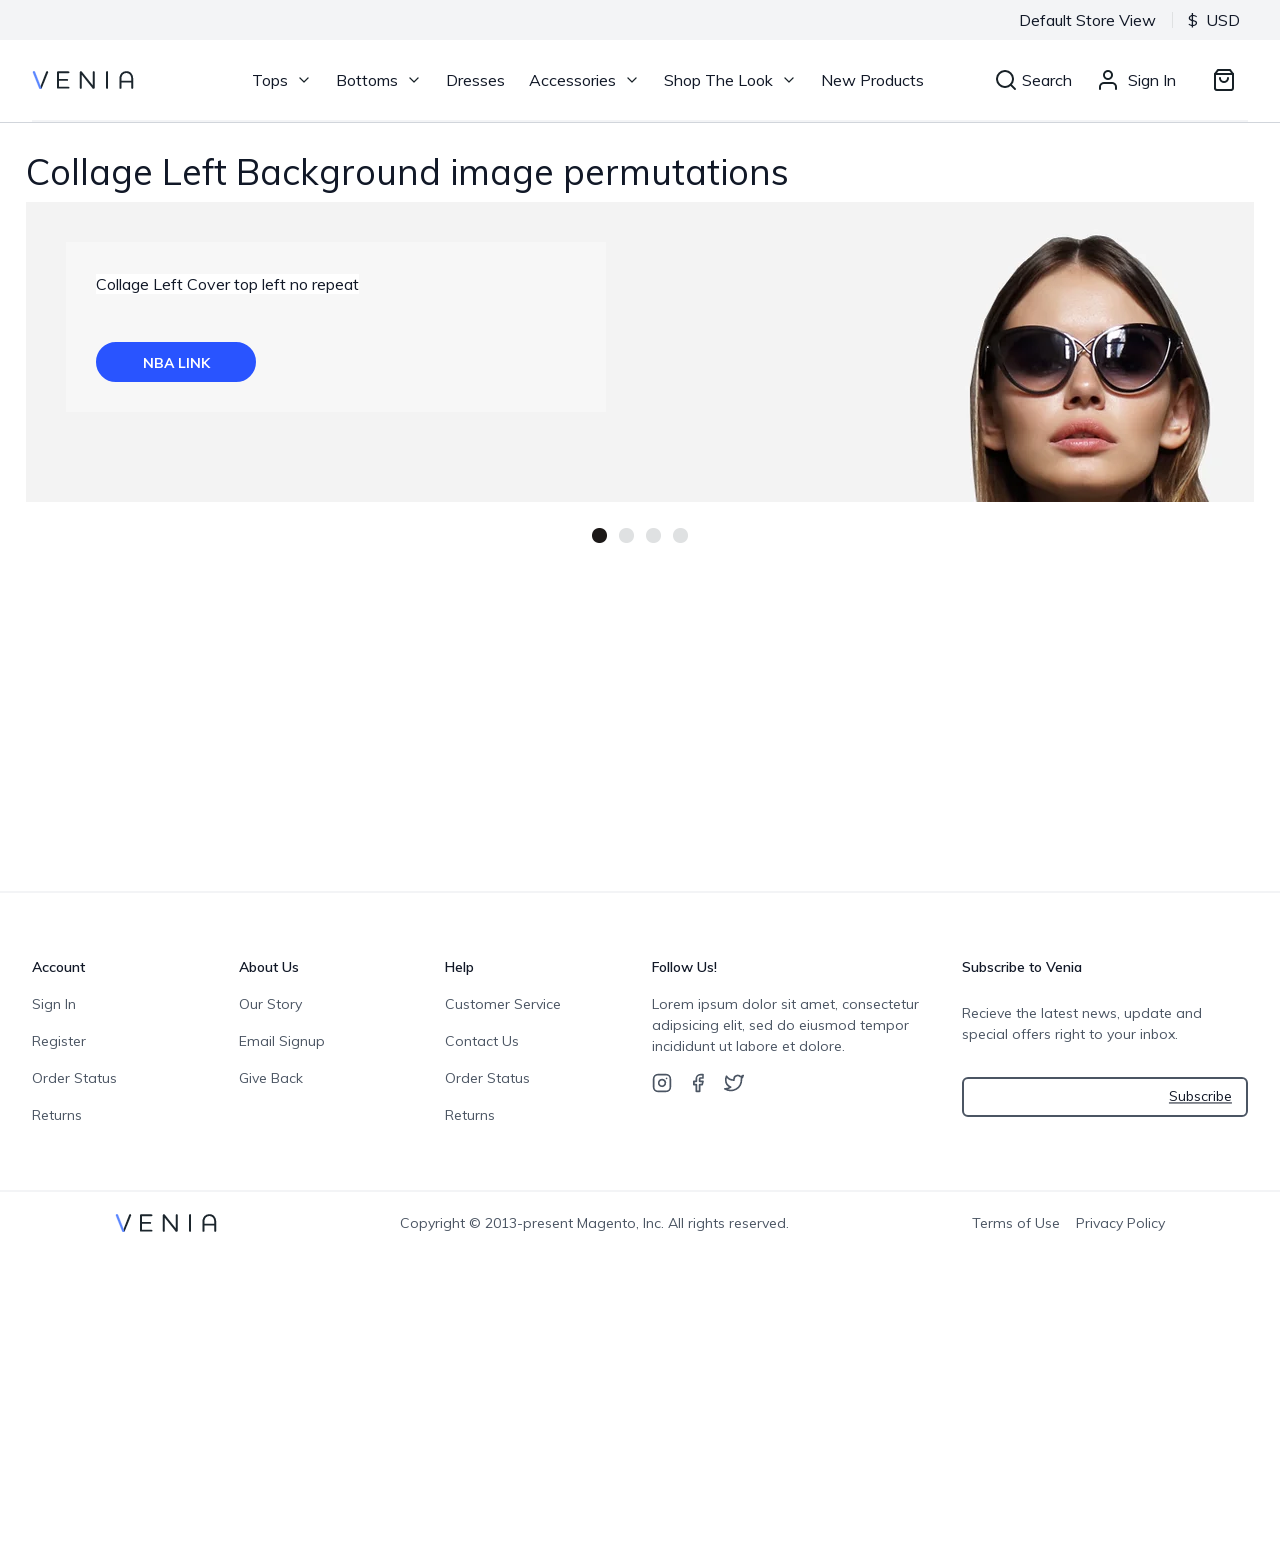 Default Store View $ USD
VENIA Tops Bottoms Dresses Accessories Shop The Look New Products Search Sign In
Collage Left Background image permutations
Collage Left Cover top left no repeat
NBA LINK
Account
Sign In
Register
Order Status
Returns
About Us
Our Story
Email Signup
Give Back
Help
Customer Service
Contact Us
Order Status
Returns
Follow Us!
Lorem ipsum dolor sit amet, consectetur
adipsicing elit, sed do eiusmod tempor
incididunt ut labore et dolore.
Subscribe to Venia
Recieve the latest news, update and
special offers right to your inbox.
Subscribe
VENIA Copyright © 2013-present Magento, Inc. All rights reserved. Terms of Use Privacy Policy